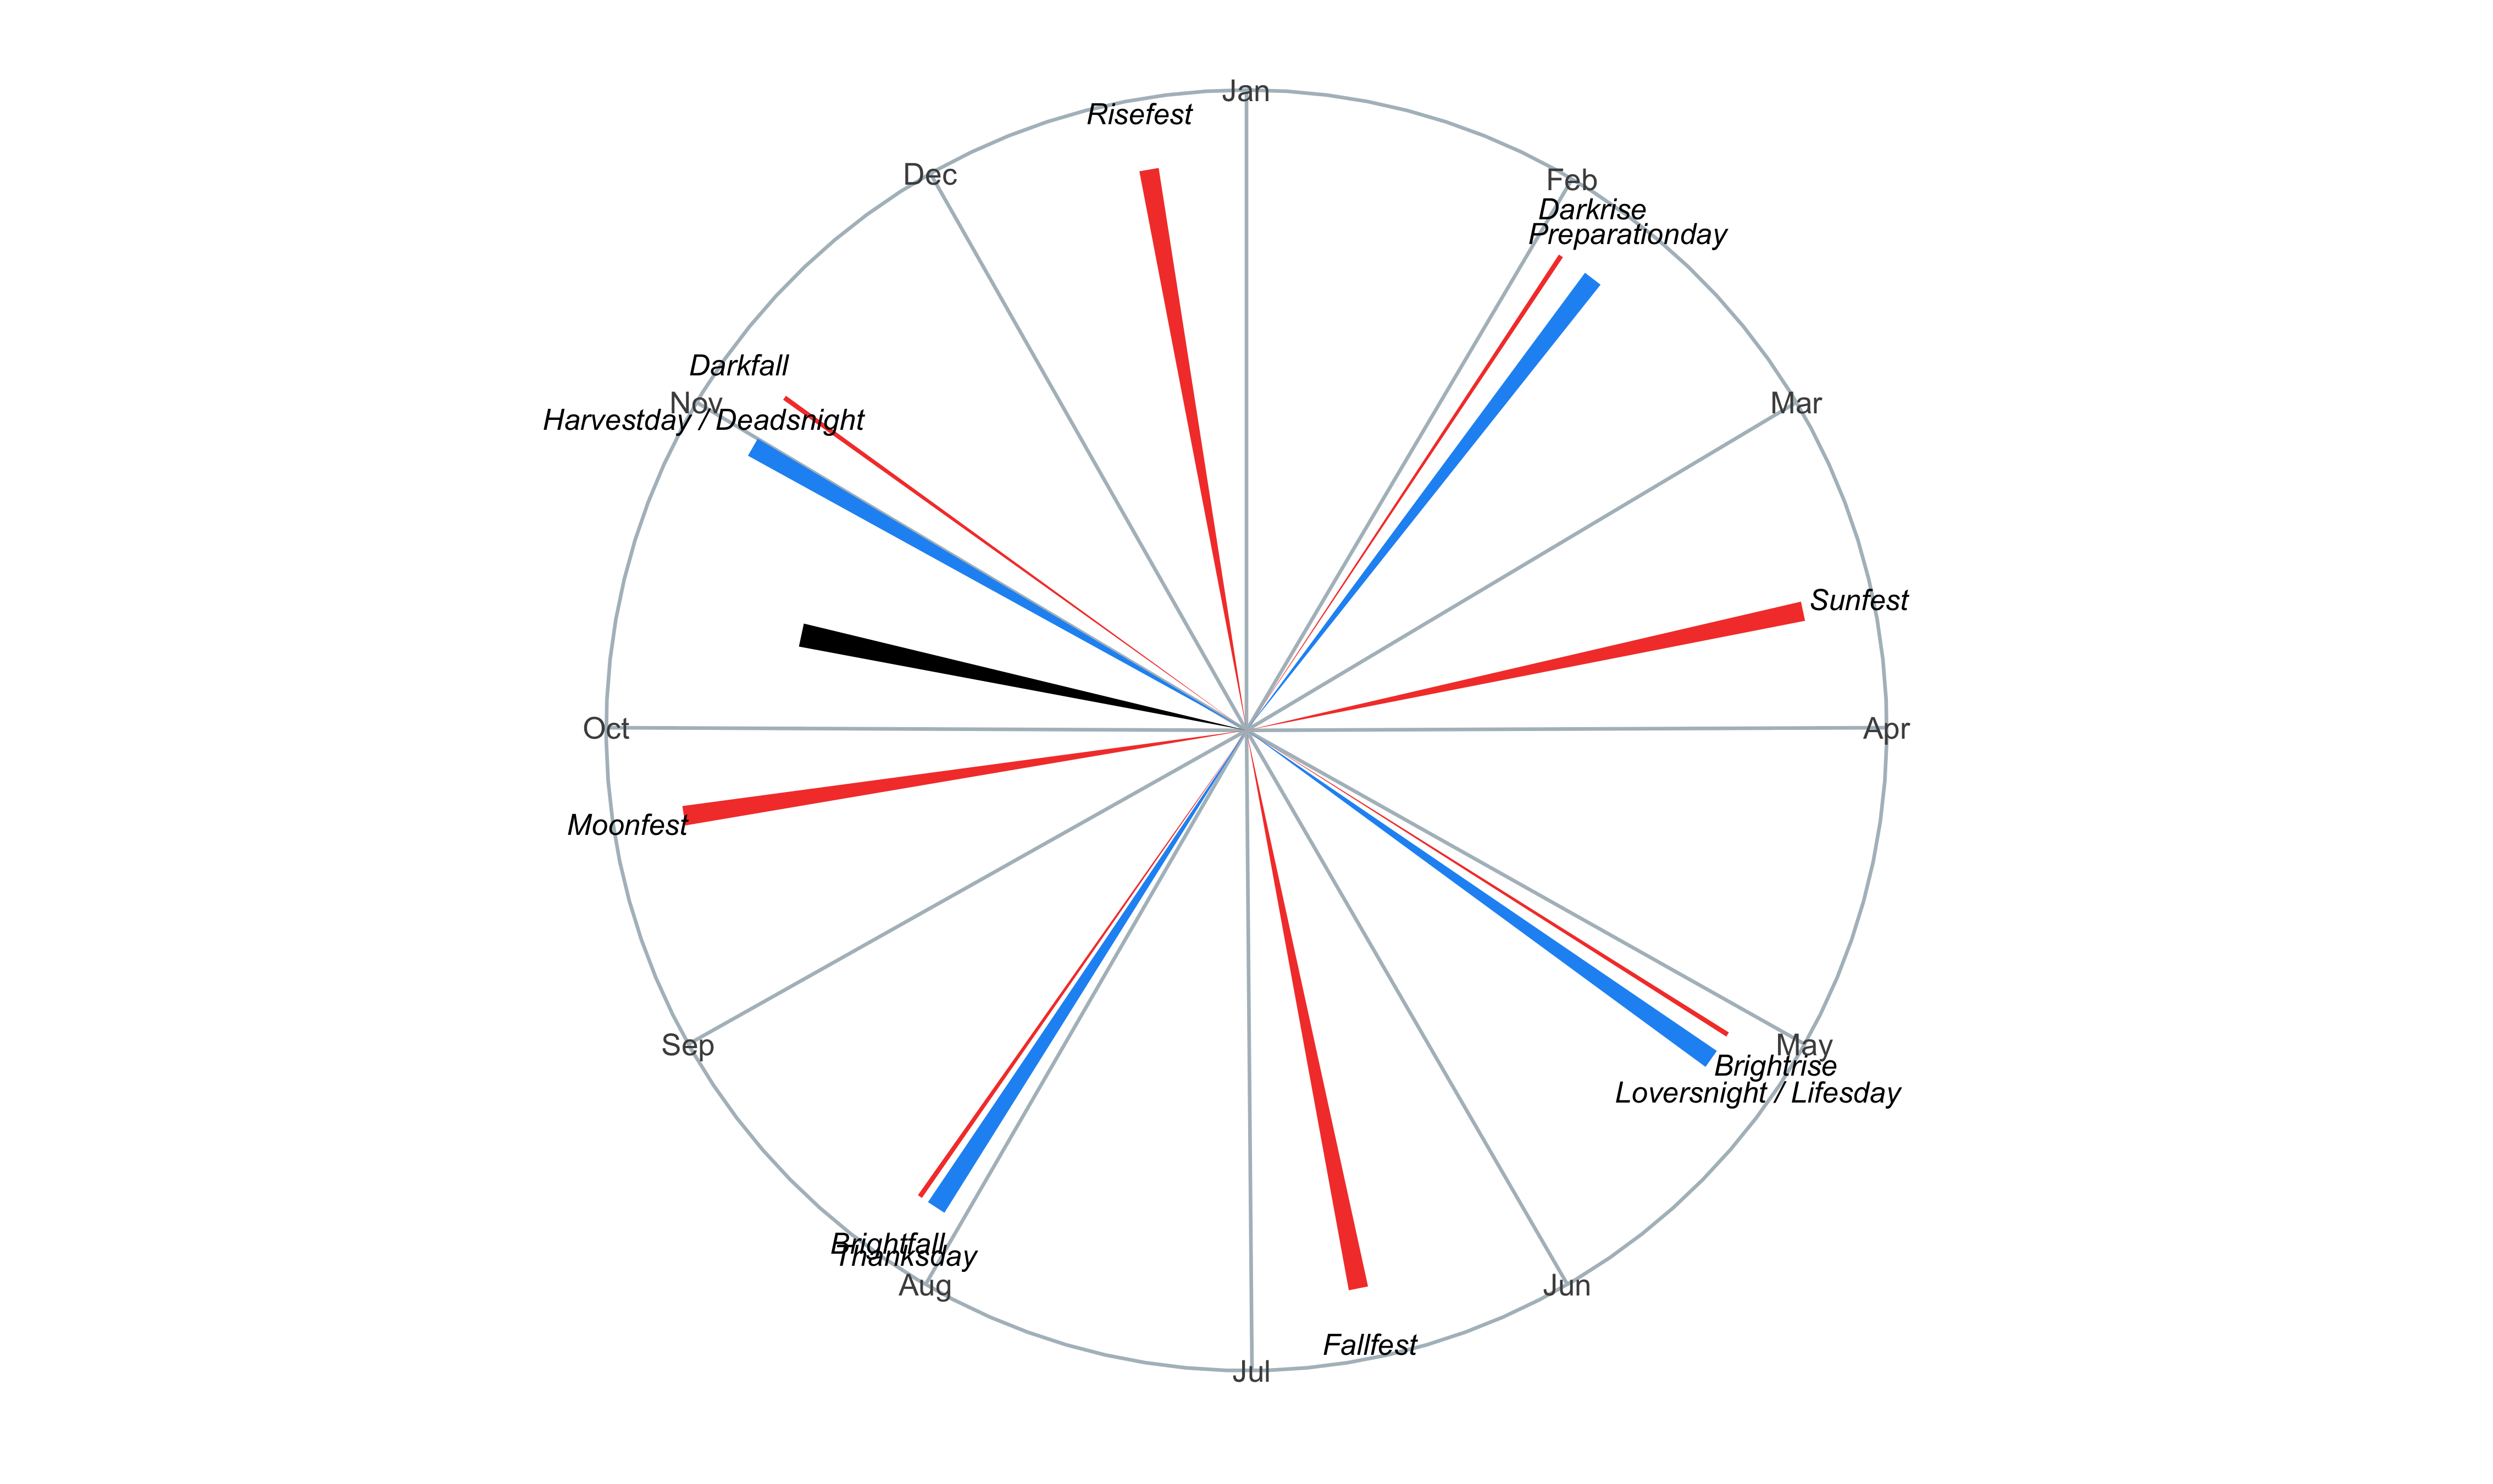 Jan
Risefest
Dec
Feb
Darkrise
Preparationday
Darkfall
Nov
Mar
Harvestday / Deadsnight
Sunfest
Oct
Apr
Moonfest
Sep
May
Brightrise
Loversnight / Lifesday
Brightfall
Thanksday
Aug
Jun
Fallfest
Jul